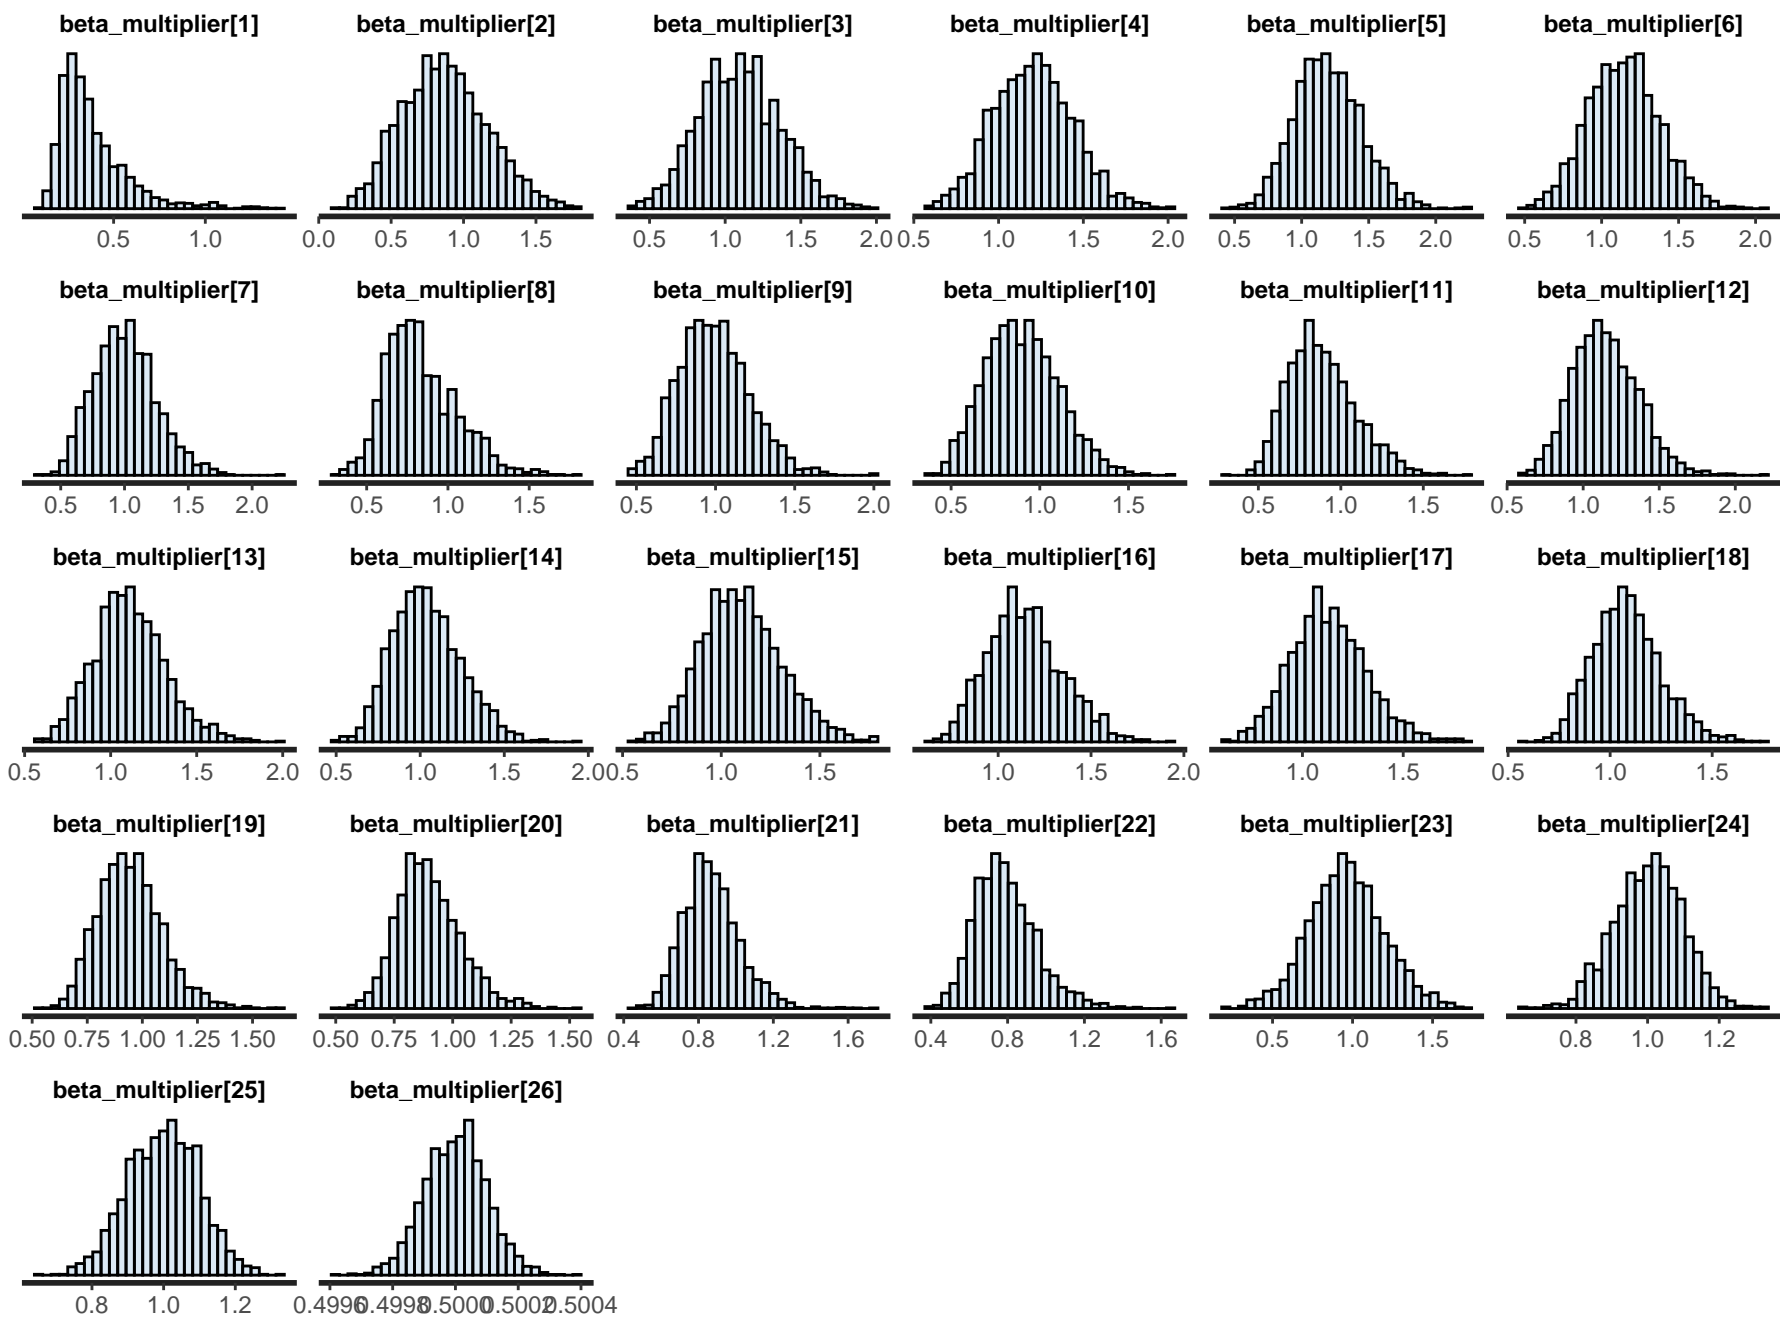 beta_multiplier[1] beta_multiplier[2] beta_multiplier[3] beta_multiplier[4] beta_multiplier[5] beta_multiplier[6]
0.5 1.0 0.0 0.5 1.0 1.5 0.5 1.0 1.5 2.0 0.5 1.0 1.5 2.0 0.5 1.0 1.5 2.0 0.5 1.0 1.5 2.0
beta_multiplier[7] beta_multiplier[8] beta_multiplier[9] beta_multiplier[10] beta_multiplier[11] beta_multiplier[12]
0.5 1.0 1.5 2.0 0.5 1.0 1.5 0.5 1.0 1.5 2.0 0.5 1.0 1.5 0.5 1.0 1.5 0.5 1.0 1.5 2.0
beta_multiplier[13] beta_multiplier[14] beta_multiplier[15] beta_multiplier[16] beta_multiplier[17] beta_multiplier[18]
0.5 1.0 1.5 2.0 0.5 1.0 1.5 2.0 0.5 1.0 1.5 1.0 1.5 2.0 1.0 1.5 0.5 1.0 1.5
beta_multiplier[19] beta_multiplier[20] beta_multiplier[21] beta_multiplier[22] beta_multiplier[23] beta_multiplier[24]
0.50 0.75 1.00 1.25 1.50 0.50 0.75 1.00 1.25 1.50 0.4 0.8 1.2 1.6 0.4 0.8 1.2 1.6 0.5 1.0 1.5 0.8 1.0 1.2
beta_multiplier[25] beta_multiplier[26]
0.8 1.0 1.2 0.4996 0.4998 0.5000 0.5002 0.5004